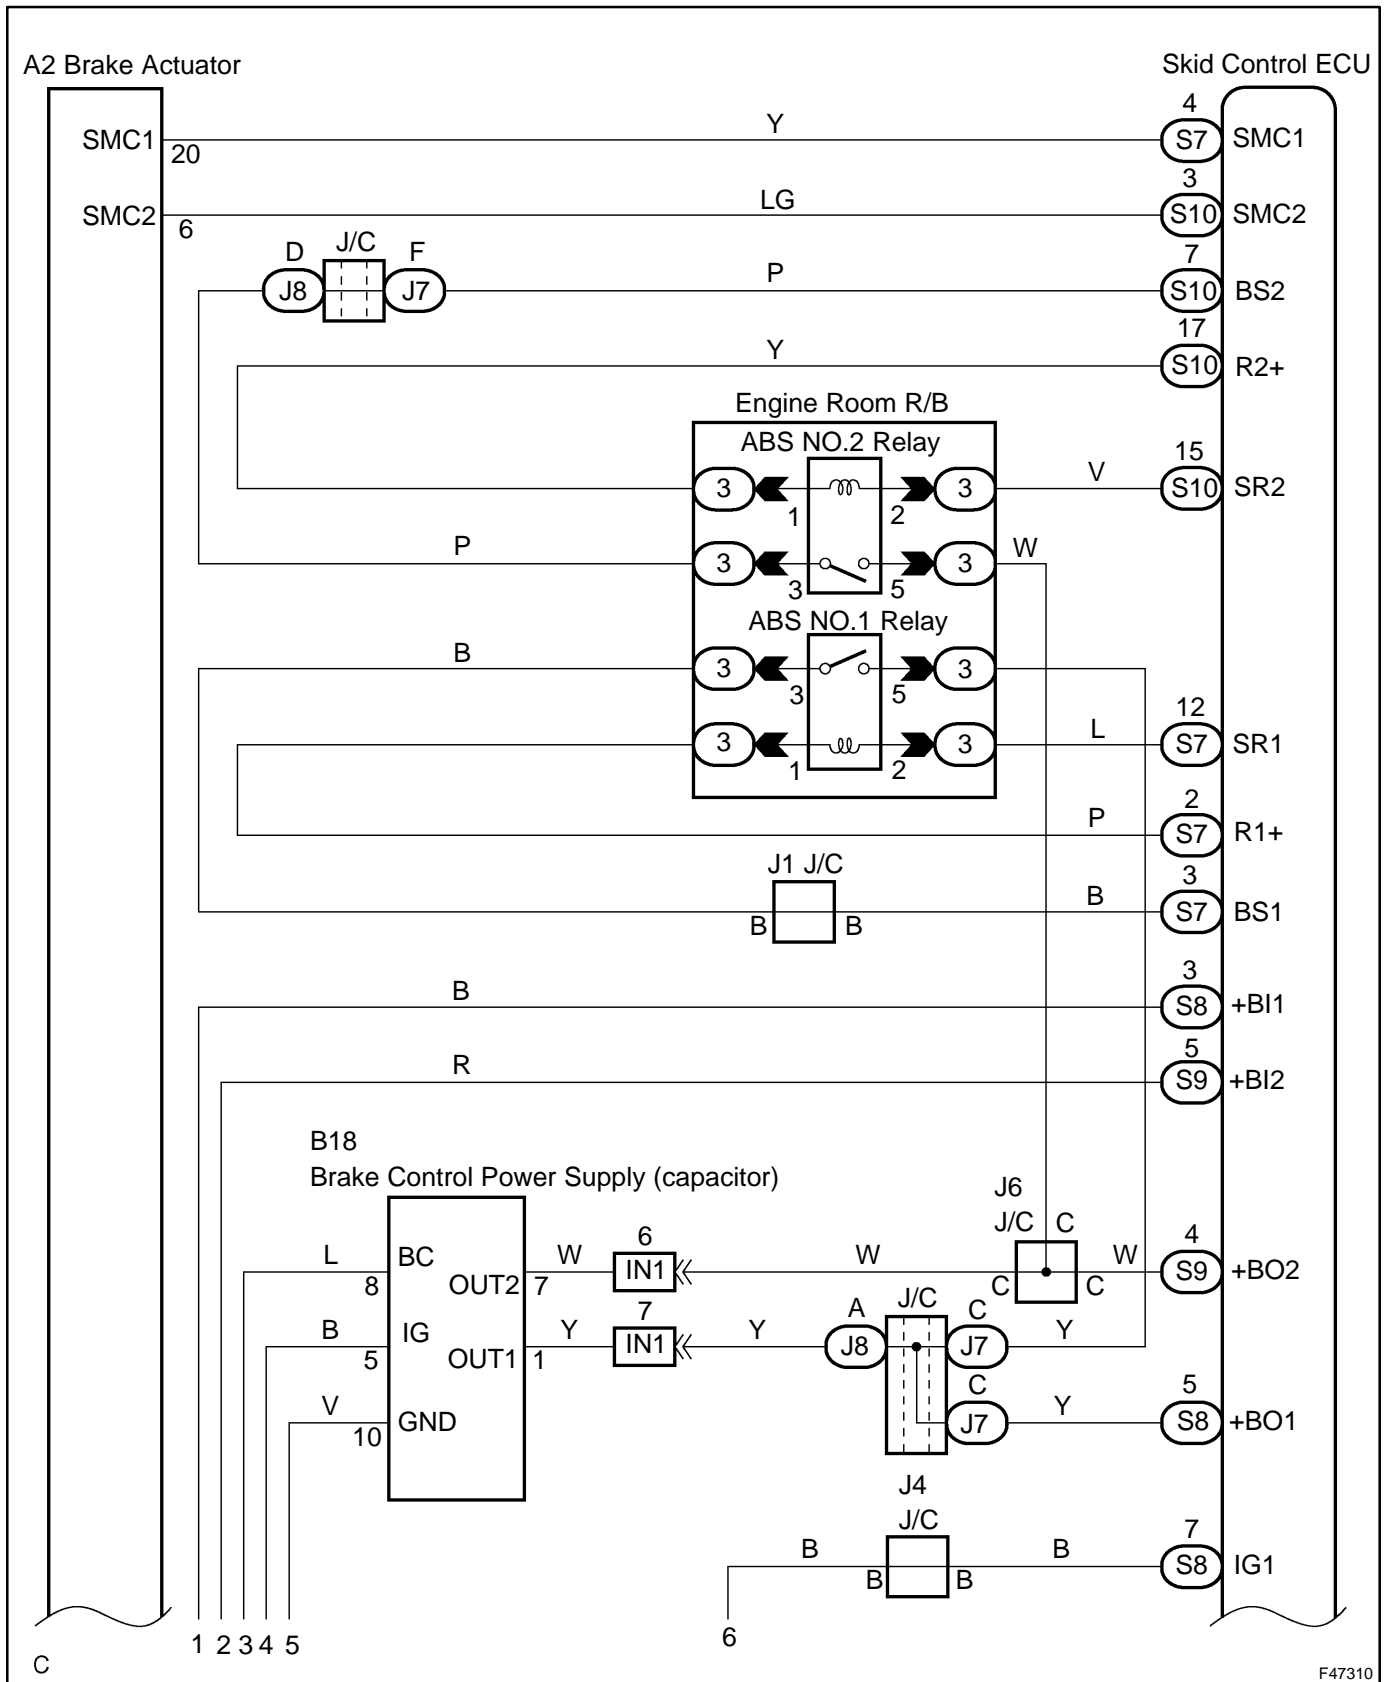 A2 Brake Actuator
Skid Control ECU
SMC1
20
Y
4
S7
SMC1
SMC2
6
LG
3
S10
SMC2
D
J/C
F
J8
J7
P
7
S10
BS2
Y
17
S10
R2+
Engine Room R/B
ABS NO.2 Relay
3
1
2
3
V
15
S10
SR2
P
3
3
5
3
W
ABS NO.1 Relay
B
3
3
5
3
3
1
2
3
L
12
S7
SR1
P
2
S7
R1+
J1 J/C
B
B
B
3
S7
BS1
B
3
S8
+BI1
R
5
S9
+BI2
B18
Brake Control Power Supply (capacitor)
J6
J/C
C
L
8
BC
OUT2
7
W
6
IN1
W
C
C
W
4
S9
+BO2
B
5
IG
OUT1
1
Y
7
IN1
Y
A
J8
J/C
C
J7
Y
V
10
GND
C
J7
Y
5
S8
+BO1
J4
J/C
B
B
B
B
7
S8
IG1
1 2 3 4 5
6
C
F47310